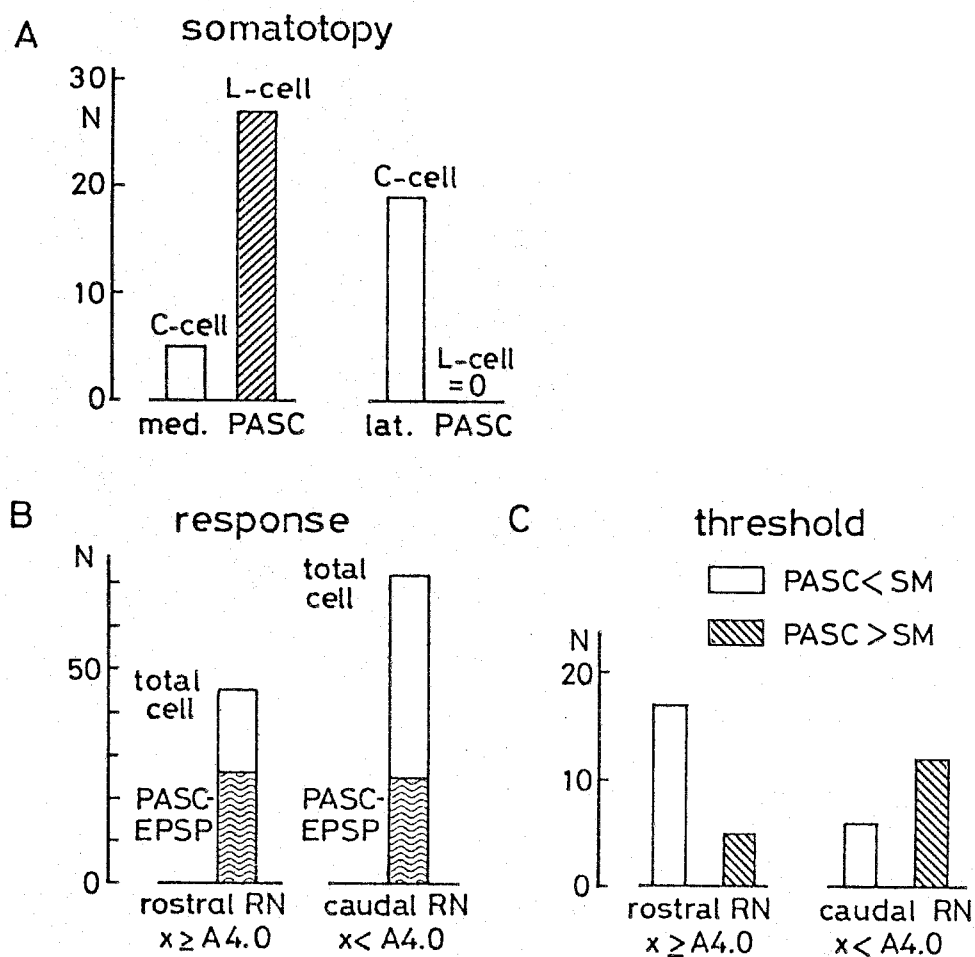 A
somatotopy
30
N
20
10
0
L-cell
C-cell
med. PASC
C-cell
L-cell
=0
lat. PASC
B
response
N
50
0
total
cell
PASC-
EPSP
total
cell
PASC-
EPSP
rostral RN
x ≥ A4.0
caudal RN
x < A4.0
C
threshold
PASC < SM
PASC > SM
N
20
10
0
rostral RN
x ≥ A4.0
caudal RN
x < A4.0